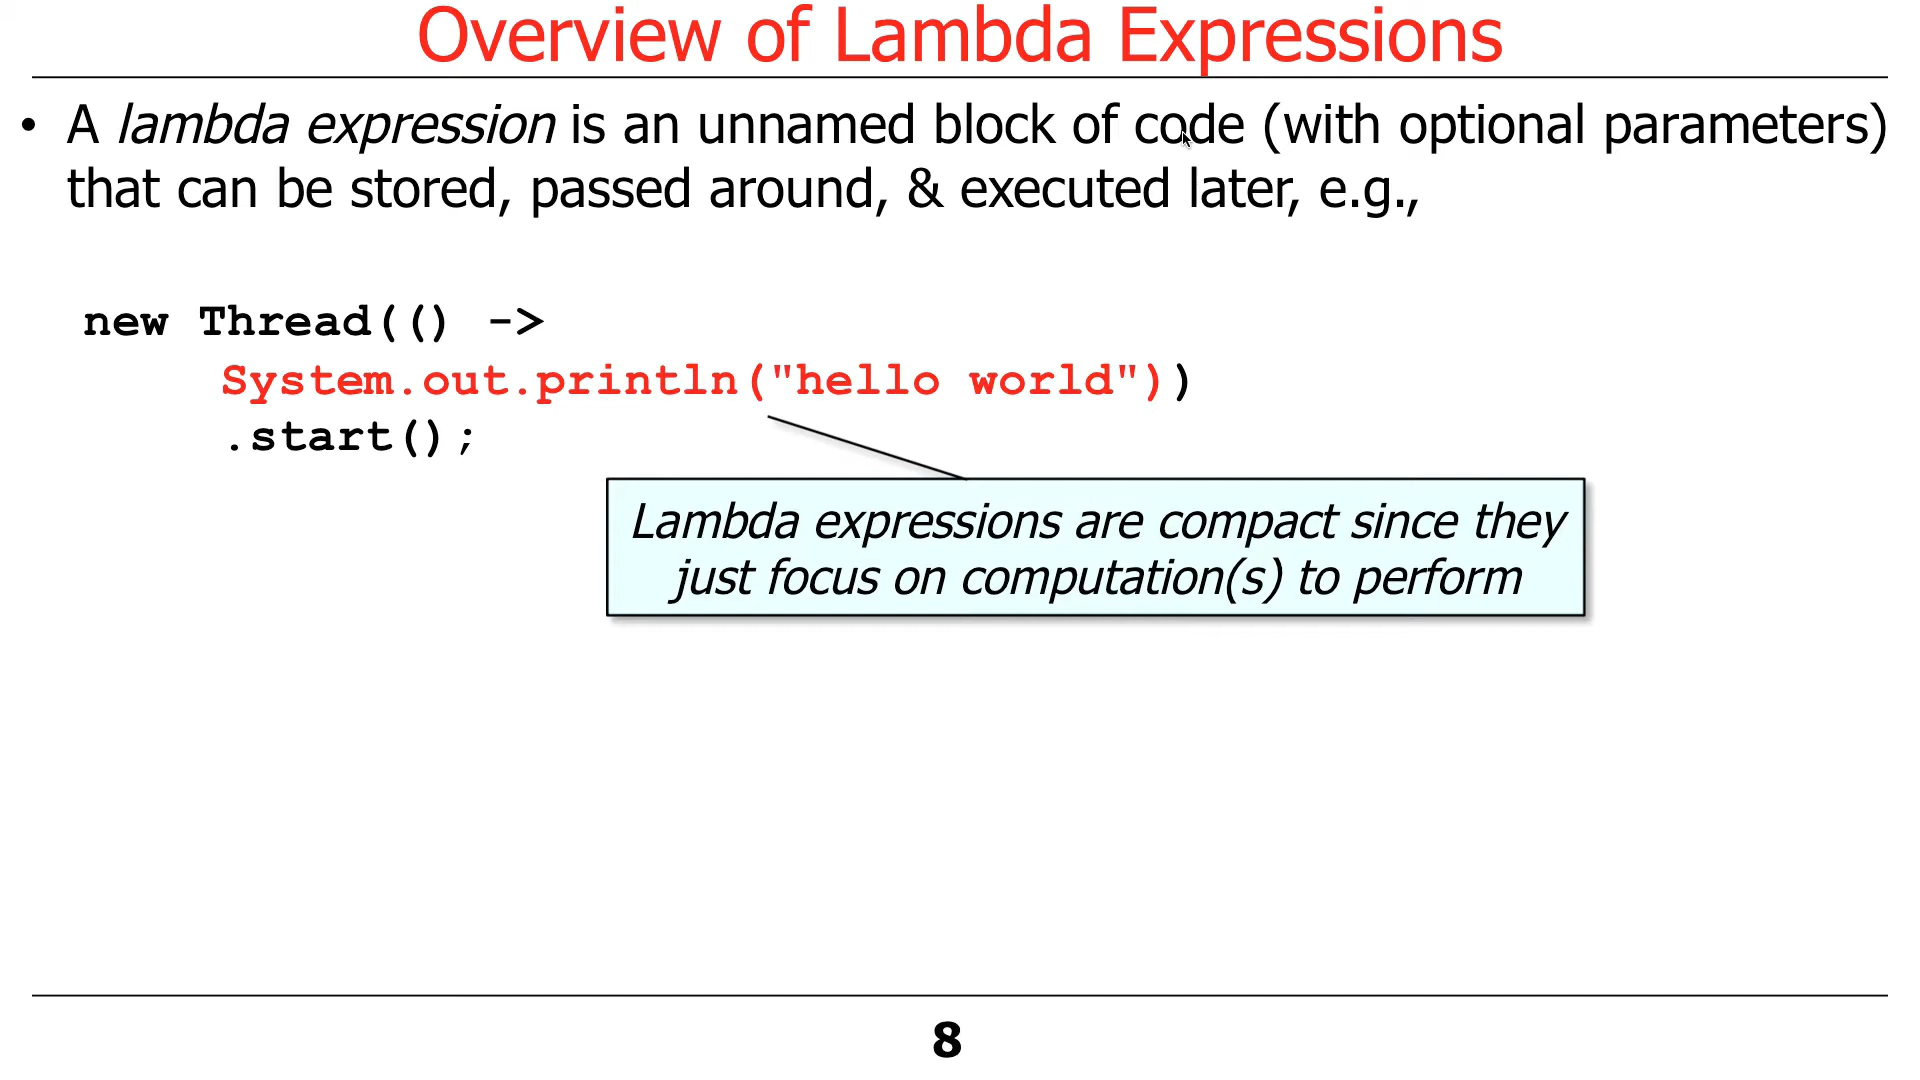 Overview of Lambda Expressions
• A lambda expression is an unnamed block of code (with optional parameters)
that can be stored, passed around, & executed later, e.g.,
new Thread(() ->
System.out.println("hello world"))
.start();
Lambda expressions are compact since they
just focus on computation(s) to perform
8